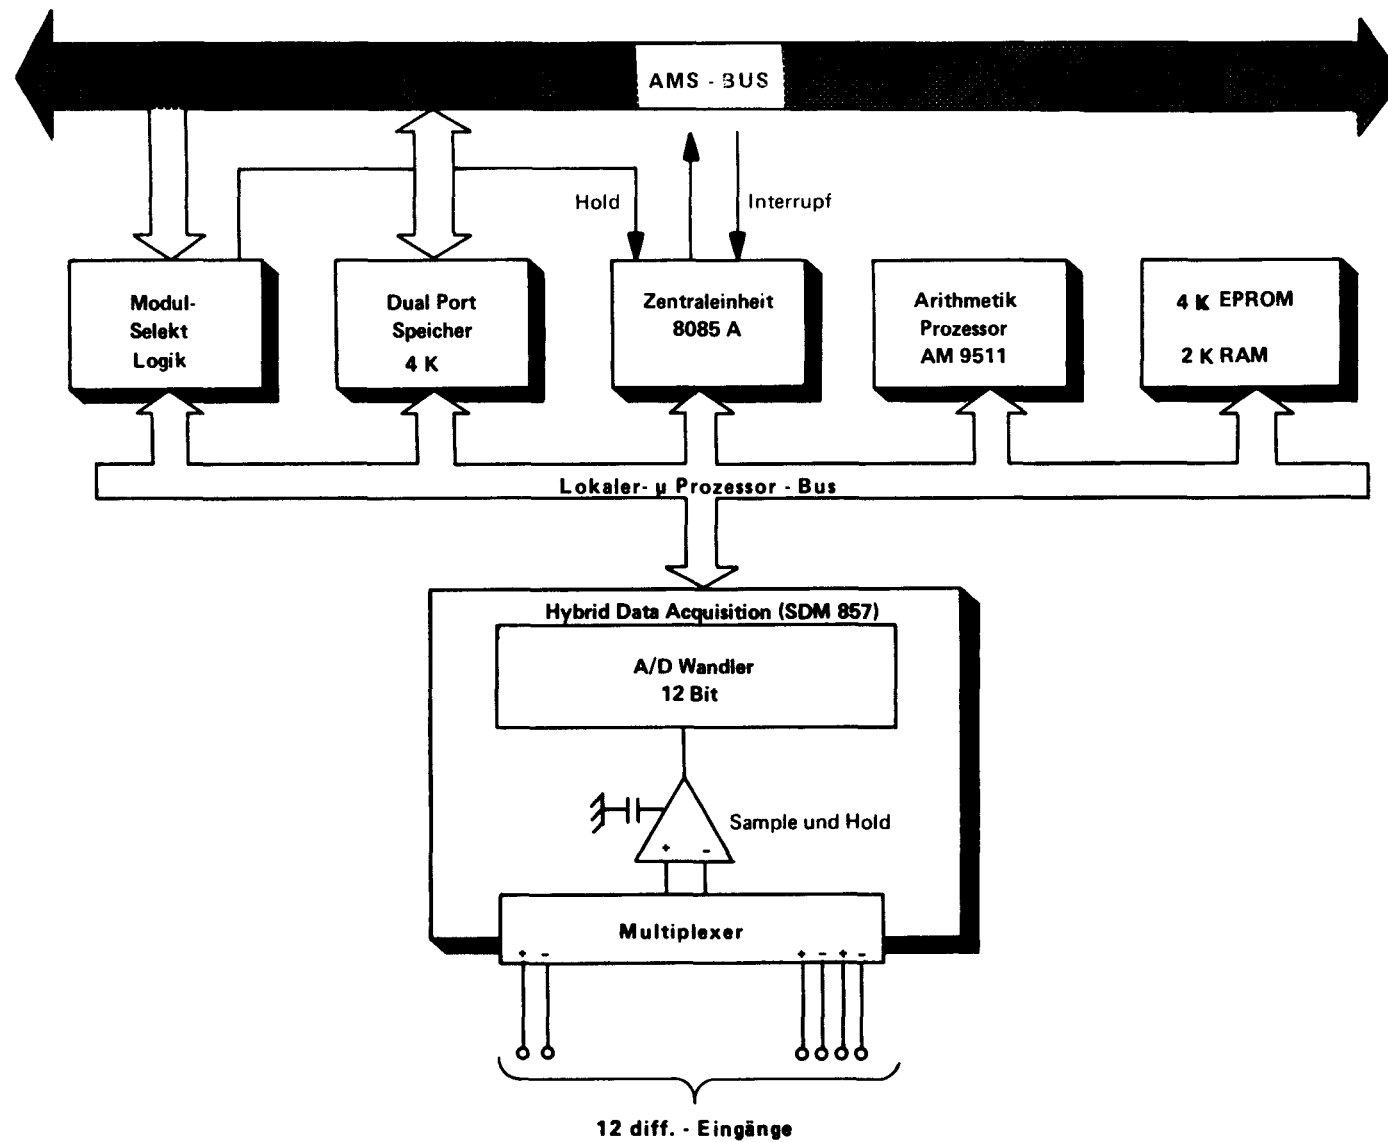 AMS - BUS
Hold
Interrupf
Modul-
Selekt
Logik
Dual Port
Speicher
4 K
Zentraleinheit
8085 A
Arithmetik
Prozessor
AM 9511
4 K EPROM
2 K RAM
Lokaler- µ Prozessor - Bus
Hybrid Data Acquisition (SDM 857)
A/D Wandler
12 Bit
Sample und Hold
+ -
Multiplexer
+ - + - + -
12 diff. - Eingänge